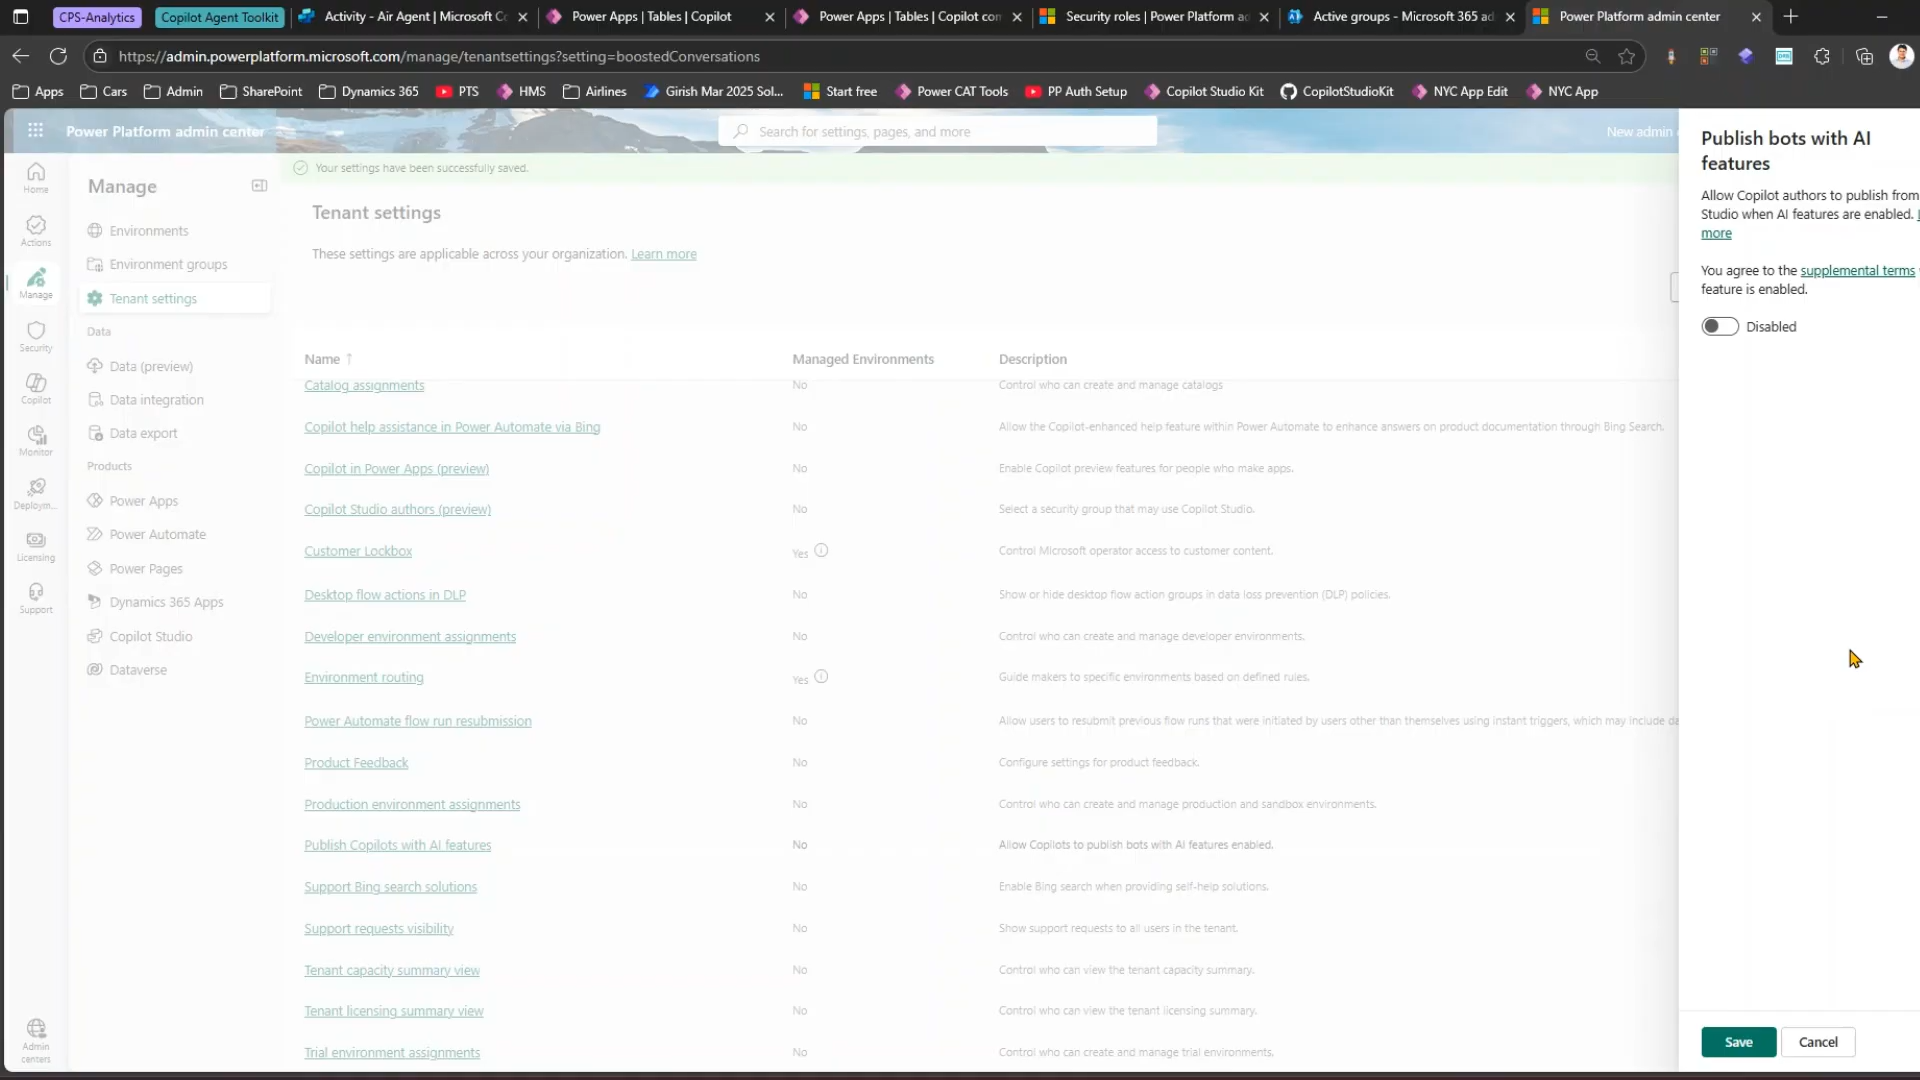 CPS-Analytics
Copilot Agent Toolkit
Activity - Air Agent | Microsoft Co
Power Apps | Tables | Copilot
Power Apps | Tables | Copilot con
Security roles | Power Platform ad
Active groups - Microsoft 365 ad
Power Platform admin center
https://admin.powerplatform.microsoft.com/manage/tenantsettings?setting=boostedConversations
Apps
Cars
Admin
SharePoint
Dynamics 365
PTS
HMS
Airlines
Girish Mar 2025 Sol...
Start free
Power CAT Tools
PP Auth Setup
Copilot Studio Kit
CopilotStudioKit
NYC App Edit
NYC App
Power Platform admin center
Search for settings, pages, and more
New admin
Home
Actions
Manage
Security
Copilot
Monitor
Deploym...
Licensing
Support
Admin
centers
Manage
Environments
Environment groups
Tenant settings
Data
Data (preview)
Data integration
Data export
Products
Power Apps
Power Automate
Power Pages
Dynamics 365 Apps
Copilot Studio
Dataverse
Your settings have been successfully saved.
Tenant settings
These settings are applicable across your organization. Learn more
Name ↑ Managed Environments Description
Catalog assignments No Control who can create and manage catalogs
Copilot help assistance in Power Automate via Bing No Allow the Copilot-enhanced help feature within Power Automate to enhance answers on product documentation through Bing Search.
Copilot in Power Apps (preview) No Enable Copilot preview features for people who make apps.
Copilot Studio authors (preview) No Select a security group that may use Copilot Studio.
Customer Lockbox Yes Control Microsoft operator access to customer content.
Desktop flow actions in DLP No Show or hide desktop flow action groups in data loss prevention (DLP) policies.
Developer environment assignments No Control who can create and manage developer environments.
Environment routing Yes Guide makers to specific environments based on defined rules.
Power Automate flow run resubmission No Allow users to resubmit previous flow runs that were initiated by users other than themselves using instant triggers, which may include da
Product Feedback No Configure settings for product feedback.
Production environment assignments No Control who can create and manage production and sandbox environments.
Publish Copilots with AI features No Allow Copilots to publish bots with AI features enabled.
Support Bing search solutions No Enable Bing search when providing self-help solutions.
Support requests visibility No Show support requests to all users in the tenant.
Tenant capacity summary view No Control who can view the tenant capacity summary.
Tenant licensing summary view No Control who can view the tenant licensing summary.
Trial environment assignments No Control who can create and manage trial environments.
Publish bots with AI
features
Allow Copilot authors to publish from
Studio when AI features are enabled.
more
You agree to the supplemental terms
feature is enabled.
Disabled
Save
Cancel